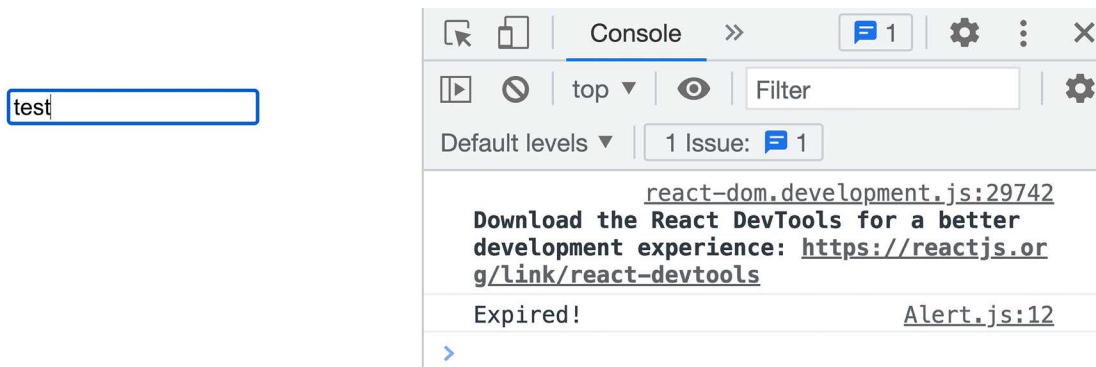 test
Console
1
top
Filter
Default levels
1 Issue:
1
react-dom.development.js:29742
Download the React DevTools for a better
development experience: https://reactjs.or
g/link/react-devtools
Expired! Alert.js:12